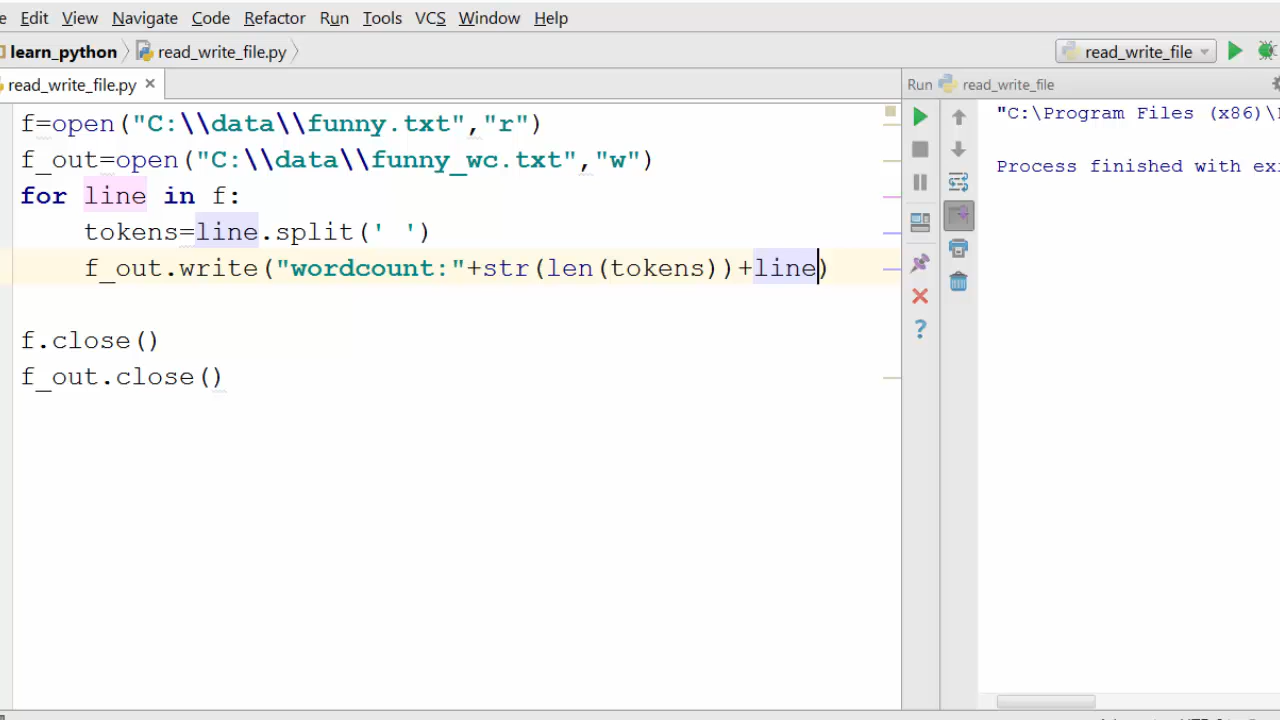 Edit View Navigate Code Refactor Run Tools VCS Window Help
learn_python read_write_file.py read_write_file
read_write_file.py Run read_write_file
f=open("C:\\data\\funny.txt","r")
f_out=open("C:\\data\\funny_wc.txt","w")
for line in f:
    tokens=line.split(' ')
    f_out.write("wordcount:"+str(len(tokens))+line)
f.close()
f_out.close()
"C:\Program Files (x86)\
Process finished with